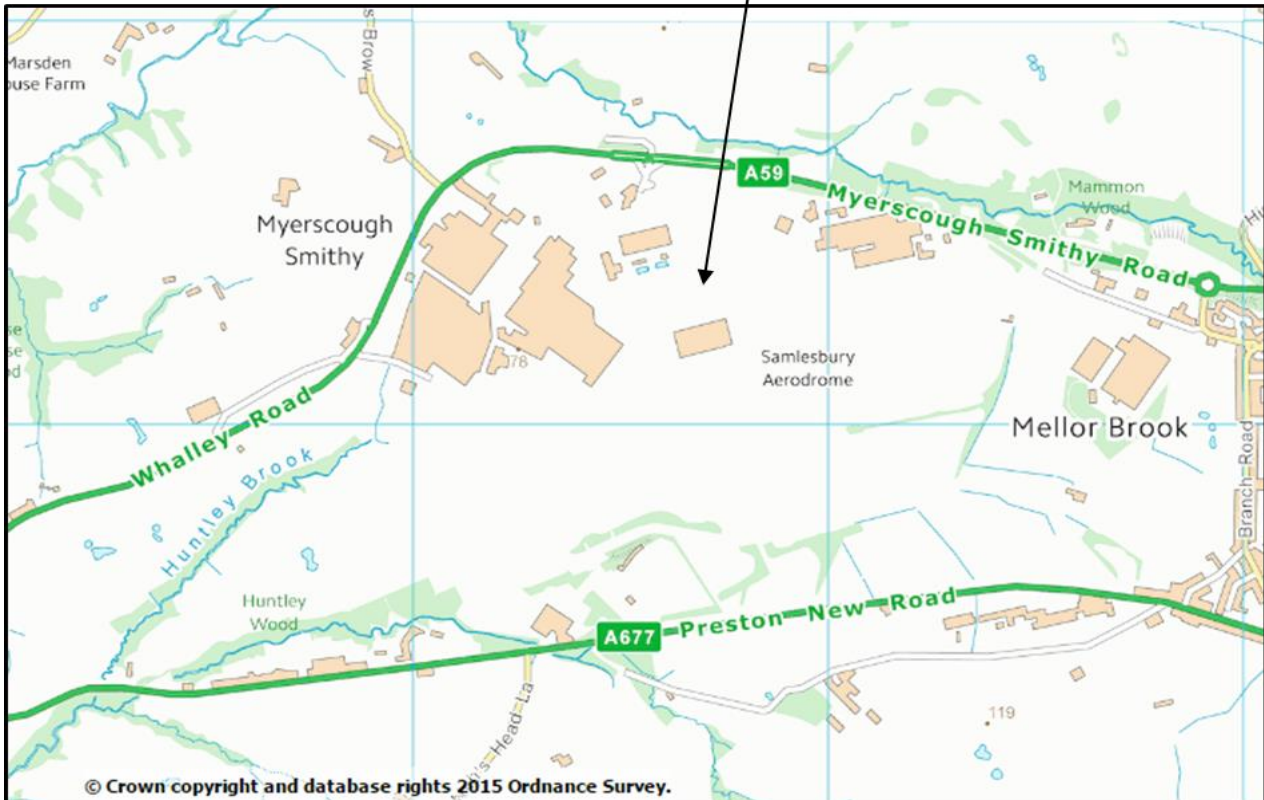 s Brow
Marsden
ouse Farm
A59
Myerscough Smithy Road
Mammon
Wood
Myerscough
Smithy
78
Samlesbury
Aerodrome
Mellor Brook
Whalley Road
Huntley Brook
Branch Road
Huntley
Wood
A677
Preston New Road
's Head La
119
© Crown copyright and database rights 2015 Ordnance Survey.